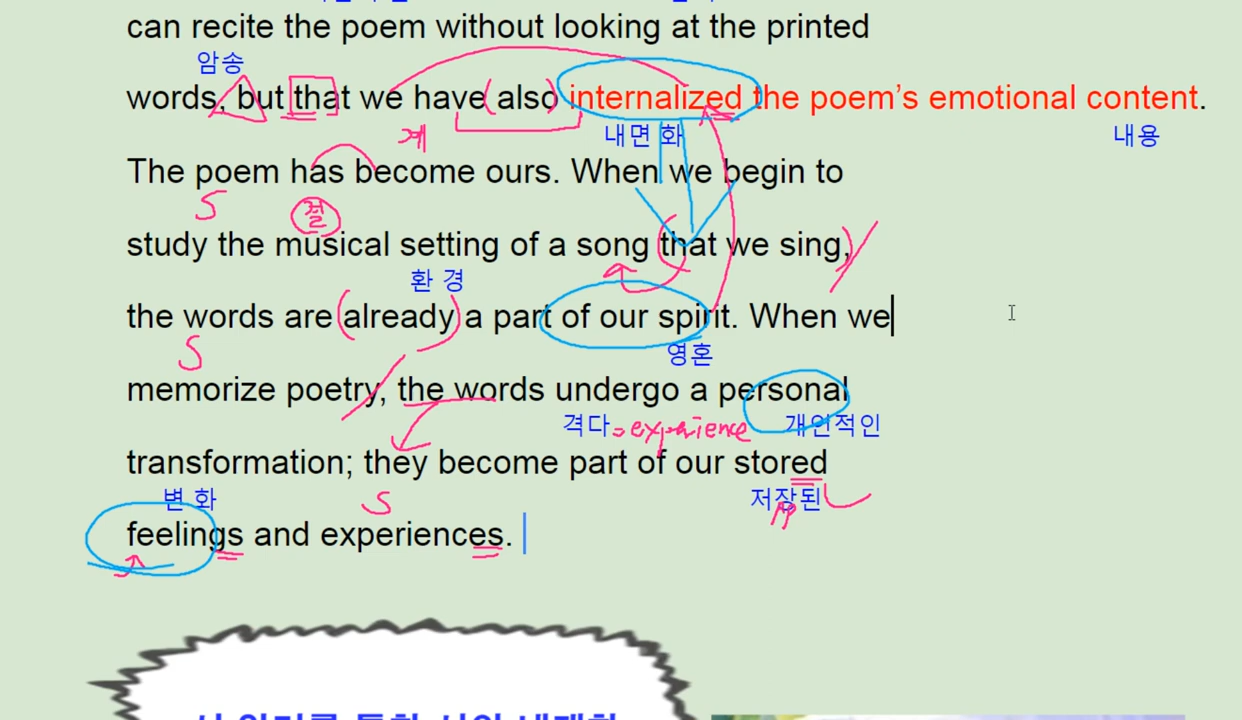 can recite the poem without looking at the printed
암송
words, but that we have (also) internalized the poem's emotional content.
계 내면 화 내용
The poem has become ours. When we begin to
S 결
study the musical setting of a song (that we sing,)
환 경
the words are (already) a part of our spirit. When we
S 영혼
memorize poetry, the words undergo a personal
격다=experience 개인적인
transformation; they become part of our stored
변 화 S 저장된
feelings and experiences.